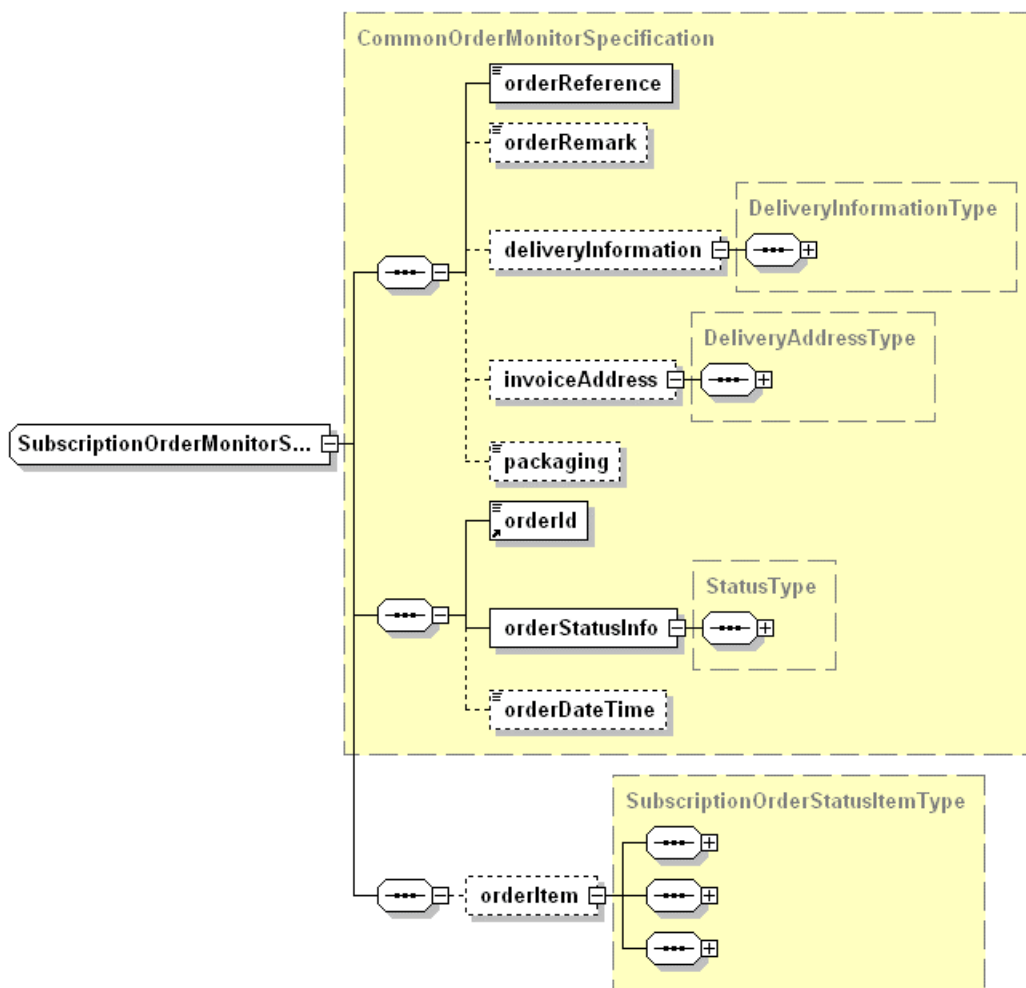 CommonOrderMonitorSpecification
orderReference
orderRemark
DeliveryInformationType
deliveryInformation
DeliveryAddressType
invoiceAddress
SubscriptionOrderMonitorS...
packaging
orderId
StatusType
orderStatusInfo
orderDateTime
SubscriptionOrderStatusItemType
orderItem